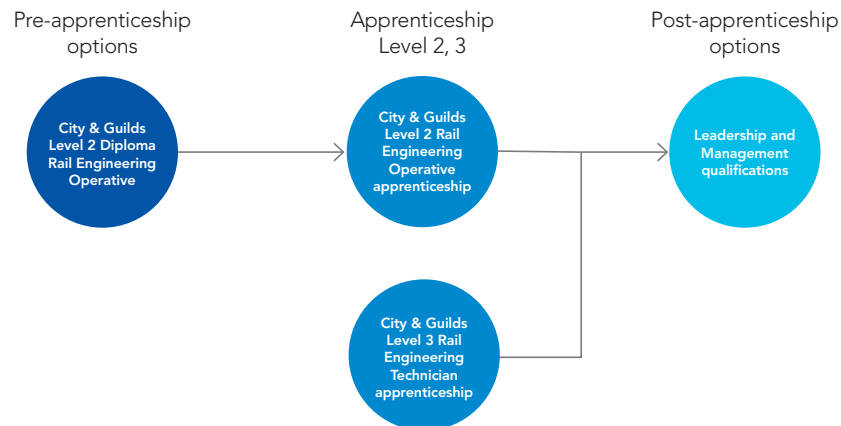 Pre-apprenticeship
options
Apprenticeship
Level 2, 3
Post-apprenticeship
options
City & Guilds
Level 2 Diploma
Rail Engineering
Operative
City & Guilds
Level 2 Rail
Engineering
Operative
apprenticeship
Leadership and
Management
qualifications
City & Guilds
Level 3 Rail
Engineering
Technician
apprenticeship